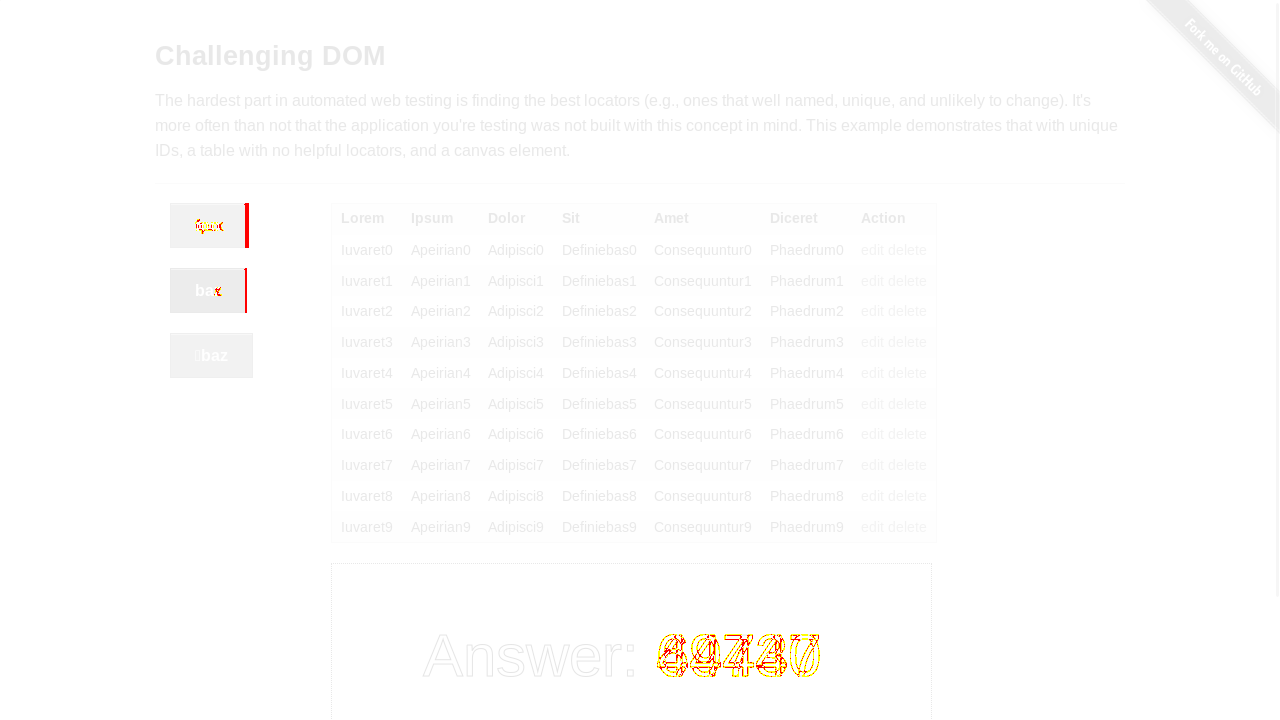 Challenging DOM
Fork me on GitHub
The hardest part in automated web testing is finding the best locators (e.g., ones that well named, unique, and unlikely to change). It's
more often than not that the application you're testing was not built with this concept in mind. This example demonstrates that with unique
IDs, a table with no helpful locators, and a canvas element.
baz
Lorem Ipsum Dolor Sit Amet Diceret Action
Iuvaret0 Apeirian0 Adipisci0 Definiebas0 Consequuntur0 Phaedrum0 edit delete
Iuvaret1 Apeirian1 Adipisci1 Definiebas1 Consequuntur1 Phaedrum1 edit delete
Iuvaret2 Apeirian2 Adipisci2 Definiebas2 Consequuntur2 Phaedrum2 edit delete
Iuvaret3 Apeirian3 Adipisci3 Definiebas3 Consequuntur3 Phaedrum3 edit delete
Iuvaret4 Apeirian4 Adipisci4 Definiebas4 Consequuntur4 Phaedrum4 edit delete
Iuvaret5 Apeirian5 Adipisci5 Definiebas5 Consequuntur5 Phaedrum5 edit delete
Iuvaret6 Apeirian6 Adipisci6 Definiebas6 Consequuntur6 Phaedrum6 edit delete
Iuvaret7 Apeirian7 Adipisci7 Definiebas7 Consequuntur7 Phaedrum7 edit delete
Iuvaret8 Apeirian8 Adipisci8 Definiebas8 Consequuntur8 Phaedrum8 edit delete
Iuvaret9 Apeirian9 Adipisci9 Definiebas9 Consequuntur9 Phaedrum9 edit delete
Answer: